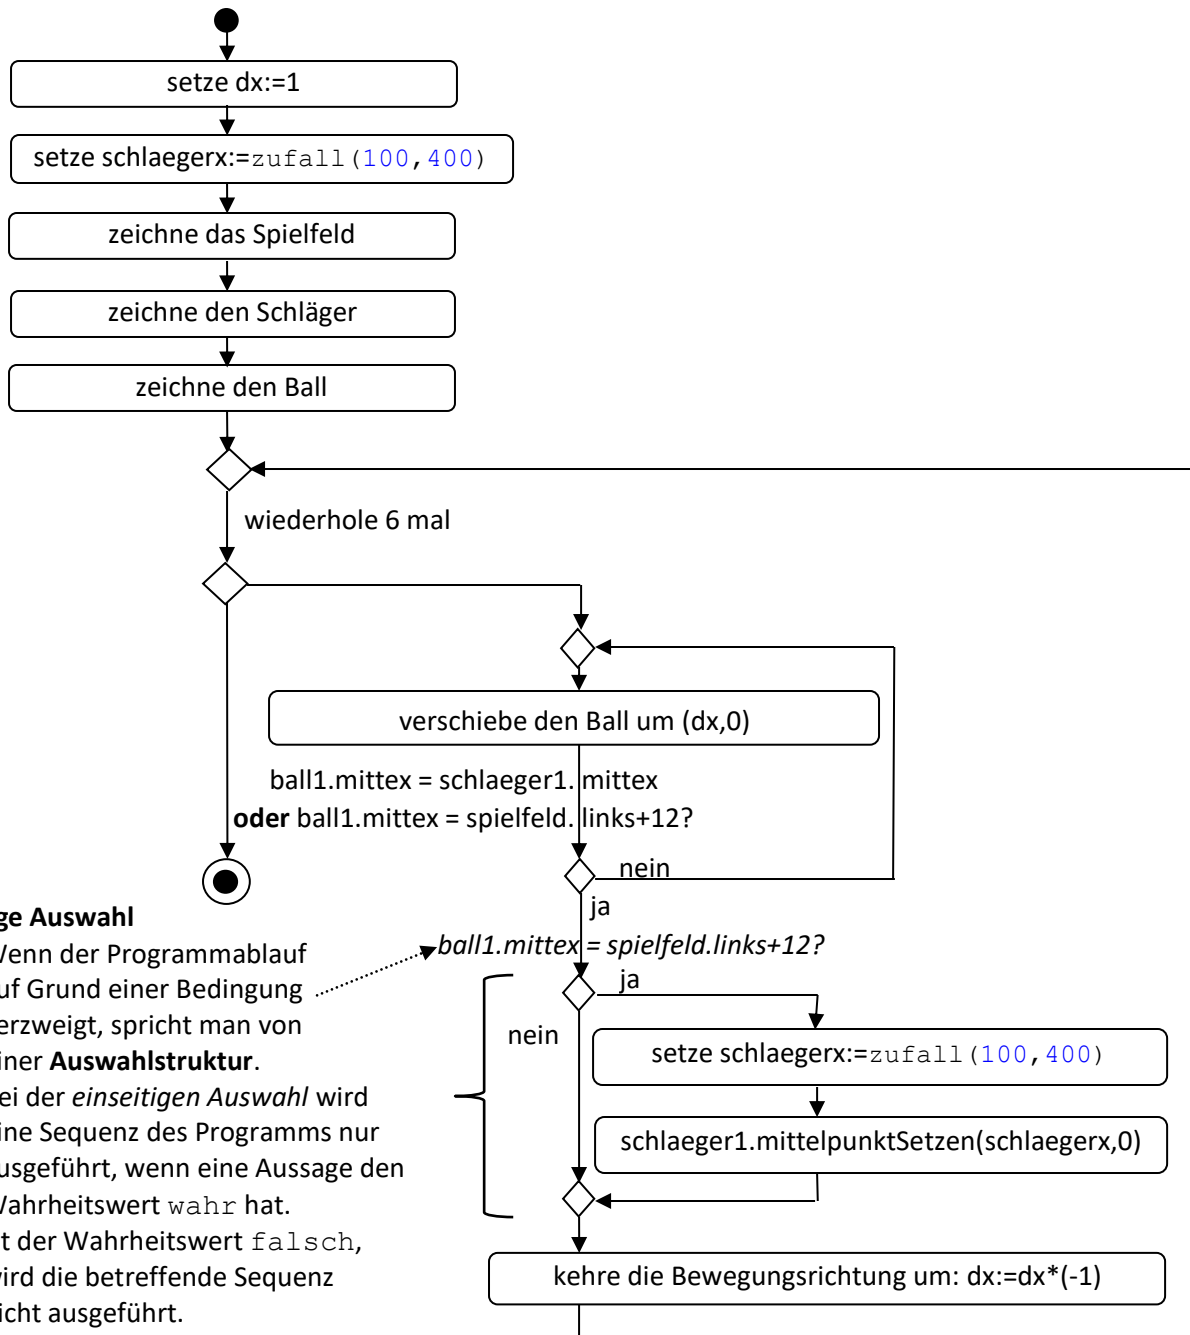 setze dx:=1
setze schlaegerx:=zufall(100,400)
zeichne das Spielfeld
zeichne den Schläger
zeichne den Ball
wiederhole 6 mal
verschiebe den Ball um (dx,0)
ball1.mittex = schlaeger1. mittex
oder ball1.mittex = spielfeld. links+12?
nein
ja
ball1.mittex = spielfeld.links+12?
ja
nein
setze schlaegerx:=zufall(100,400)
schlaeger1.mittelpunktSetzen(schlaegerx,0)
kehre die Bewegungsrichtung um: dx:=dx*(-1)
ge Auswahl
Wenn der Programmablauf
uf Grund einer Bedingung
erzweigt, spricht man von
iner Auswahlstruktur.
ei der einseitigen Auswahl wird
ine Sequenz des Programms nur
usgeführt, wenn eine Aussage den
Wahrheitswert wahr hat.
t der Wahrheitswert falsch,
wird die betreffende Sequenz
icht ausgeführt.